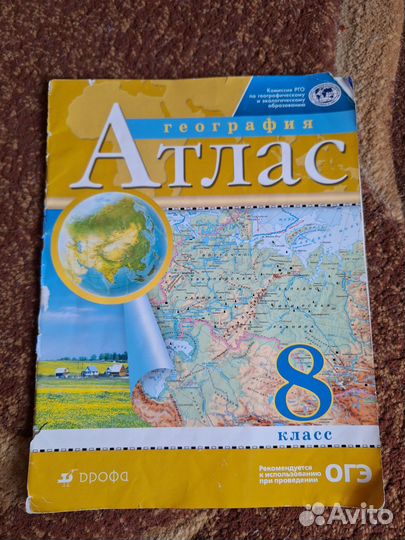 Комиссия РГО
по географическому
и экологическому
образованию
география
Атлас
8
класс
дрофа
Рекомендуется
к использованию
при проведении
ОГЭ
Avito